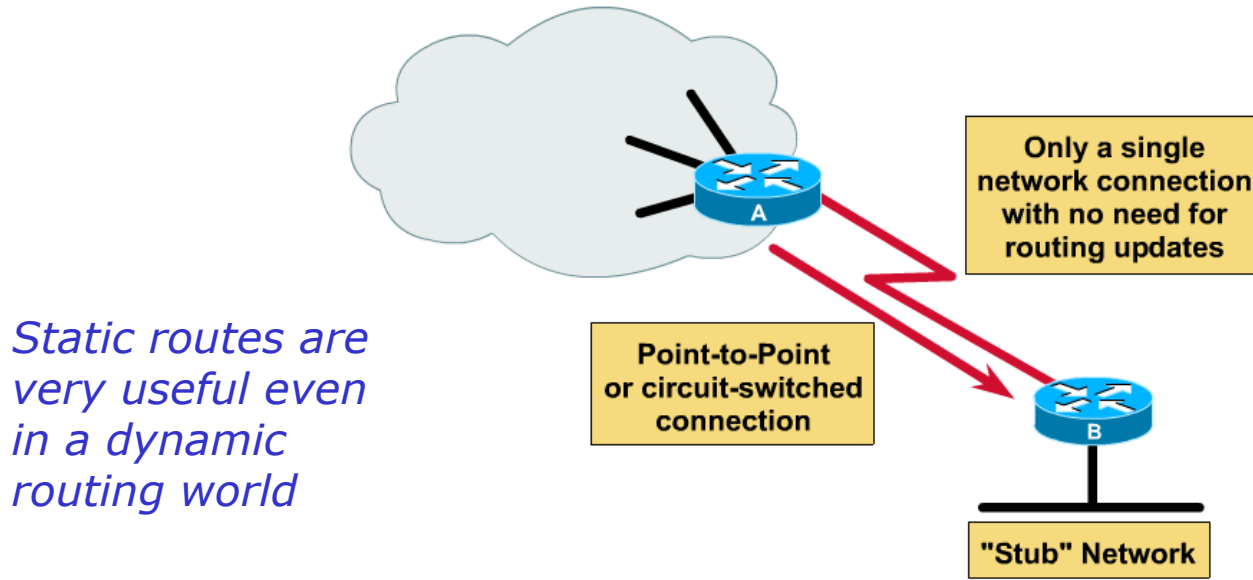 Only a single
network connection
with no need for
routing updates
A
Static routes are
very useful even
in a dynamic
routing world
Point-to-Point
or circuit-switched
connection
B
"Stub" Network